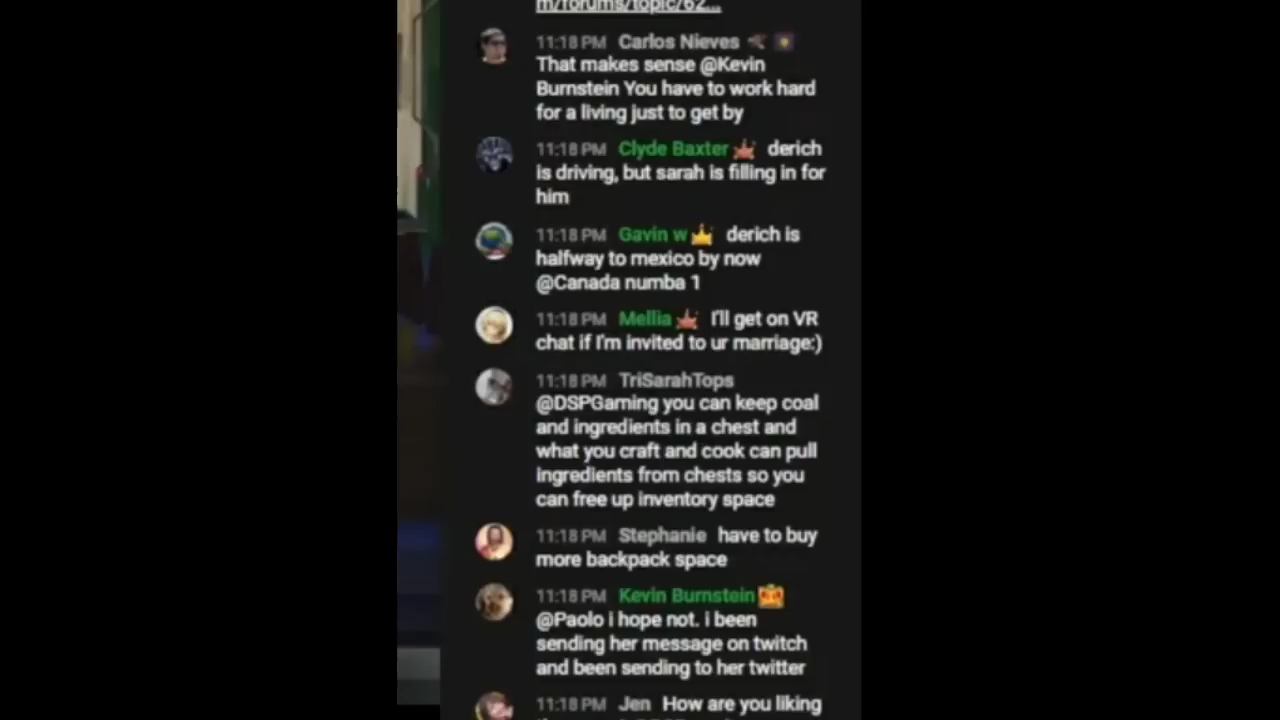 m/forums/topic/62...
11:18 PM Carlos Nieves
That makes sense @Kevin
Burnstein You have to work hard
for a living just to get by
11:18 PM Clyde Baxter derich
is driving, but sarah is filling in for
him
11:18 PM Gavin w derich is
halfway to mexico by now
@Canada numba 1
11:18 PM Mellia I'll get on VR
chat if I'm invited to ur marriage:)
11:18 PM TriSarahTops
@DSPGaming you can keep coal
and ingredients in a chest and
what you craft and cook can pull
ingredients from chests so you
can free up inventory space
11:18 PM Stephanie have to buy
more backpack space
11:18 PM Kevin Burnstein
@Paolo i hope not. i been
sending her message on twitch
and been sending to her twitter
11:18 PM Jen How are you liking